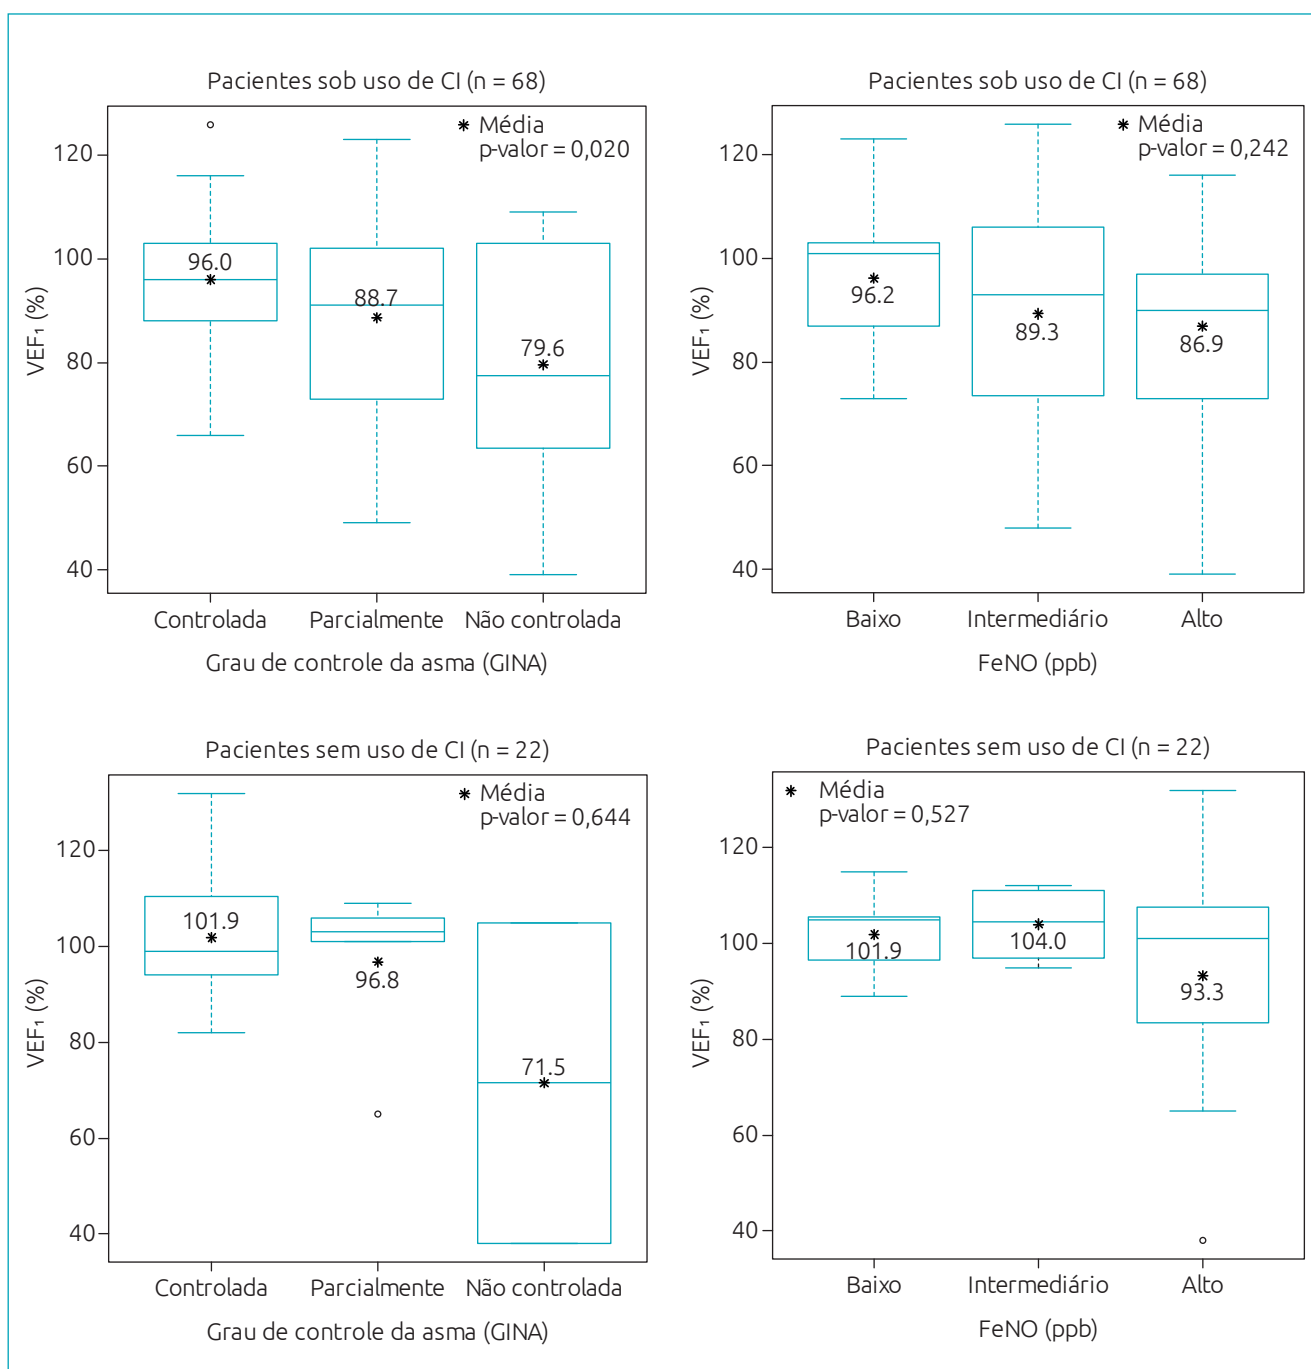 Pacientes sob uso de CI (n = 68)
* Média
p-valor = 0,020
120
100
80
60
40
VEF₁ (%)
96.0
88.7
79.6
Controlada Parcialmente Não controlada
Grau de controle da asma (GINA)
Pacientes sob uso de CI (n = 68)
* Média
p-valor = 0,242
120
100
80
60
40
VEF₁ (%)
96.2
89.3
86.9
Baixo Intermediário Alto
FeNO (ppb)
Pacientes sem uso de CI (n = 22)
* Média
p-valor = 0,644
120
100
80
60
40
VEF₁ (%)
101.9
96.8
71.5
Controlada Parcialmente Não controlada
Grau de controle da asma (GINA)
Pacientes sem uso de CI (n = 22)
* Média
p-valor = 0,527
120
100
80
60
40
VEF₁ (%)
101.9
104.0
93.3
Baixo Intermediário Alto
FeNO (ppb)